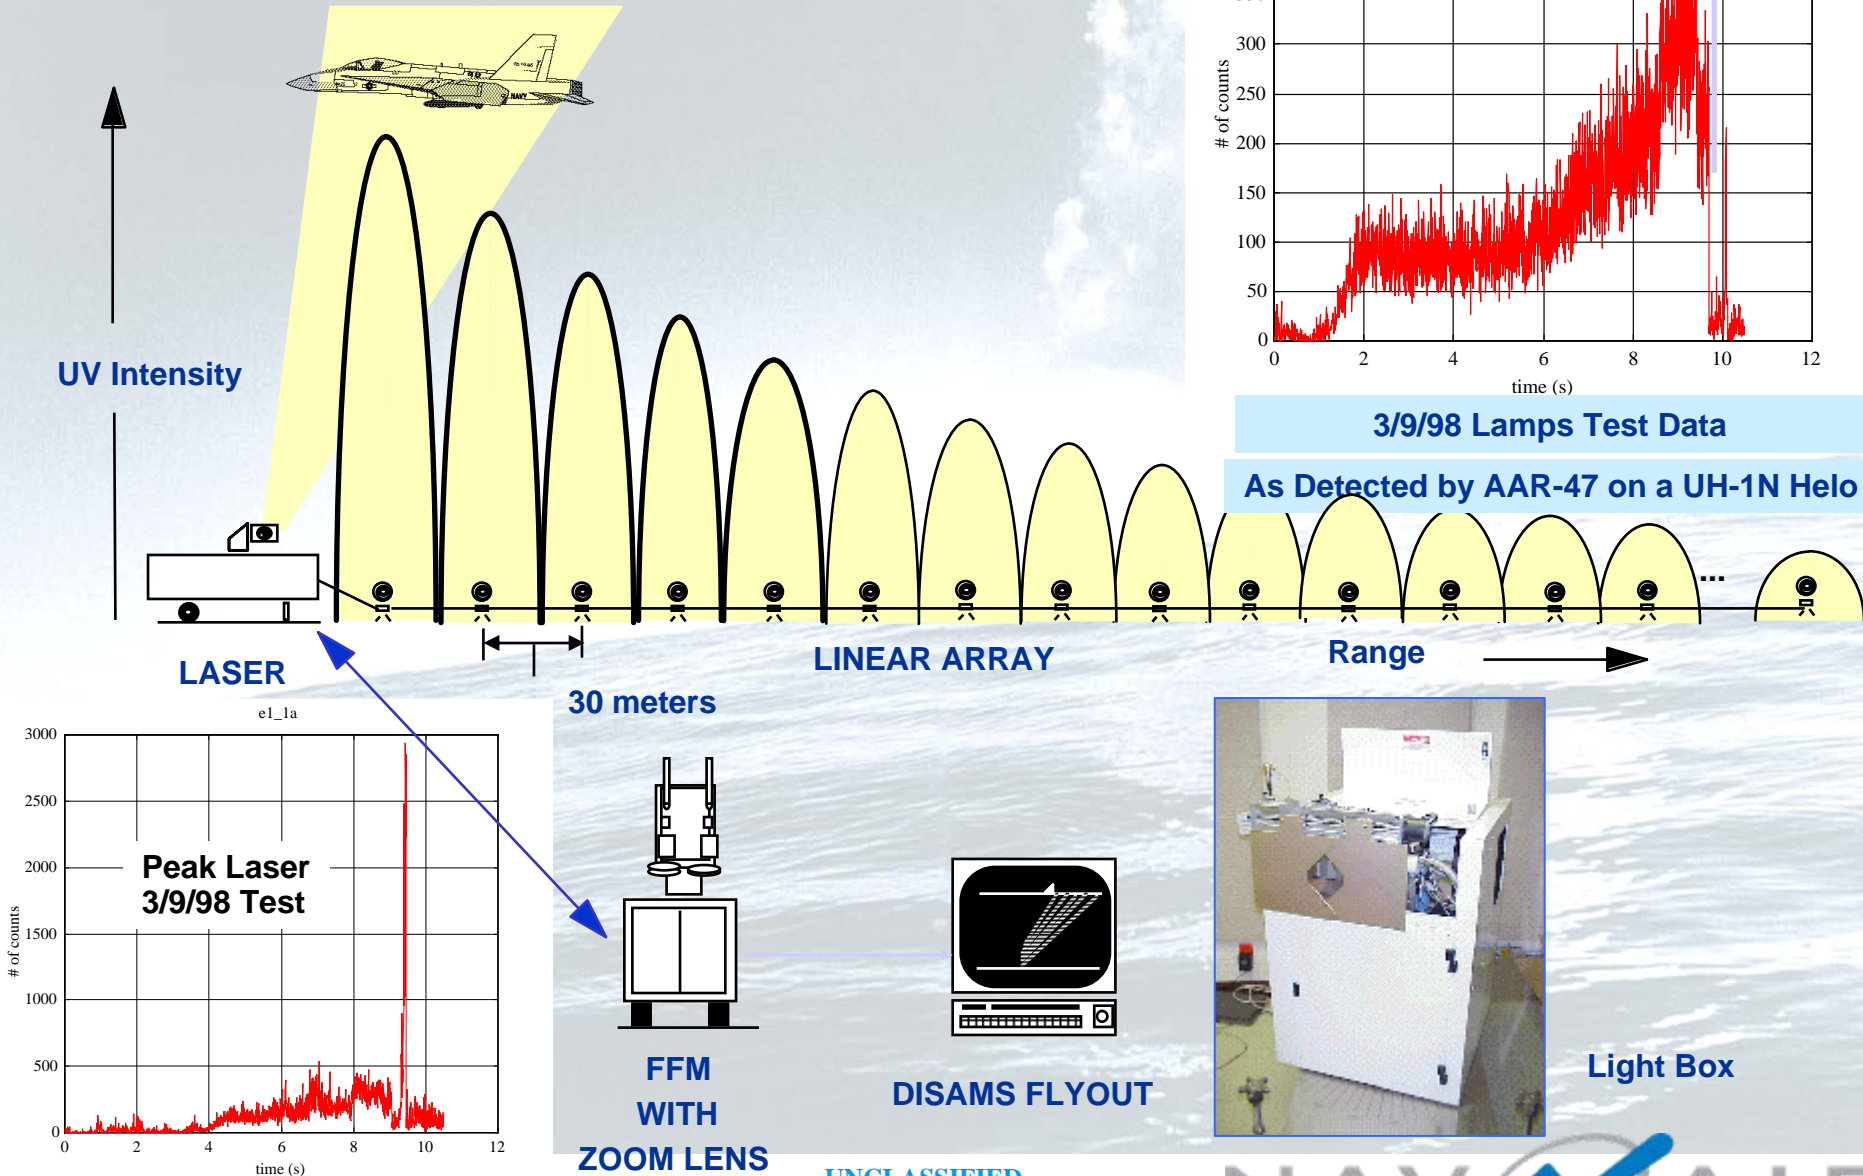 300
250
200
150
100
50
0
# of counts
0 2 4 6 8 10 12
time (s)
NAVY
UV Intensity
3/9/98 Lamps Test Data
As Detected by AAR-47 on a UH-1N Helo
...
LASER
LINEAR ARRAY
Range
30 meters
e1_1a
3000
2500
2000
1500
1000
500
0
# of counts
Peak Laser
3/9/98 Test
0 2 4 6 8 10 12
time (s)
FFM
WITH
ZOOM LENS
DISAMS FLYOUT
Light Box
UNCLASSIFIED
NAV AIR